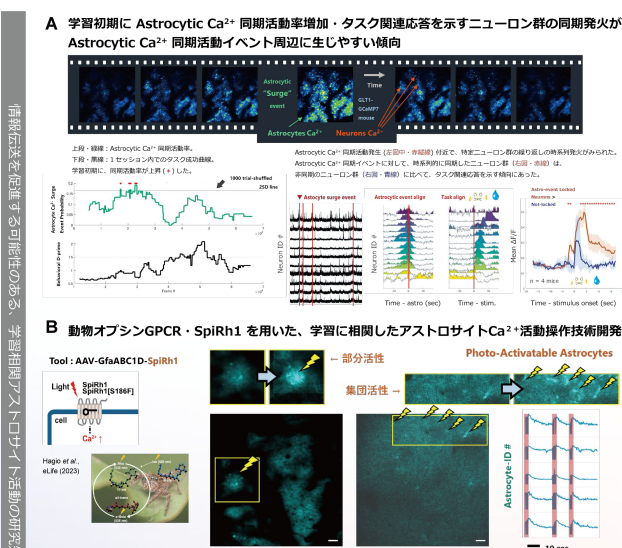 情報伝送を促進する可能性のある、学習相関アストロサイト活動の研究
A 学習初期に Astrocytic Ca²⁺ 同期活動率増加・タスク関連応答を示すニューロン群の同期発火が
Astrocytic Ca²⁺ 同期活動イベント周辺に生じやすい傾向
Astrocytic
"Surge"
event
Time
GLT1-
GCaMP7
mouse
Astrocytes Ca²⁺
Neurons Ca²⁺
上段・緑線：Astrocytic Ca²⁺ 同期活動率。
下段・黒線：1 セッション内でのタスク成功曲線。
学習初期に、同期活動率が上昇 (*) した。
Astrocytic Ca²⁺ 同期活動発生 (左図中・赤縦線) 付近で、特定ニューロン群の繰り返しの時系列発火がみられた。
Astrocytic Ca²⁺ 同期イベントに対して、時系列的に同期したニューロン群 (右図・赤線) は、
非同期のニューロン群 (右図・青線) に比べて、タスク関連応答を示す傾向にあった。
1000 trial-shuffled
2SD line
Astrocyte Ca²⁺ Surge
Event Probability
Behavioral D-prime
Frame #
▼ Astocyte surge event
Neuron ID #
Astrocytic event align
Task align
Neuron ID #
Time - astro (sec)
Time - stim.
Astro-event Locked
Neurons >
Not-locked
Mean ΔF/F
n = 4 mice
Time - stimulus onset (sec)
B 動物オプシンGPCR・SpiRh1 を用いた、学習に相関したアストロサイトCa²⁺活動操作技術開発
Tool : AAV-GfaABC1D-SpiRh1
Light
SpiRh1
SpiRh1[S186F]
cell
Ca²⁺ ↑
Hagio et al.,
eLife (2023)
← 部分活性
集団活性 →
Photo-Activatable Astrocytes
Astrocyte-ID #
10 sec